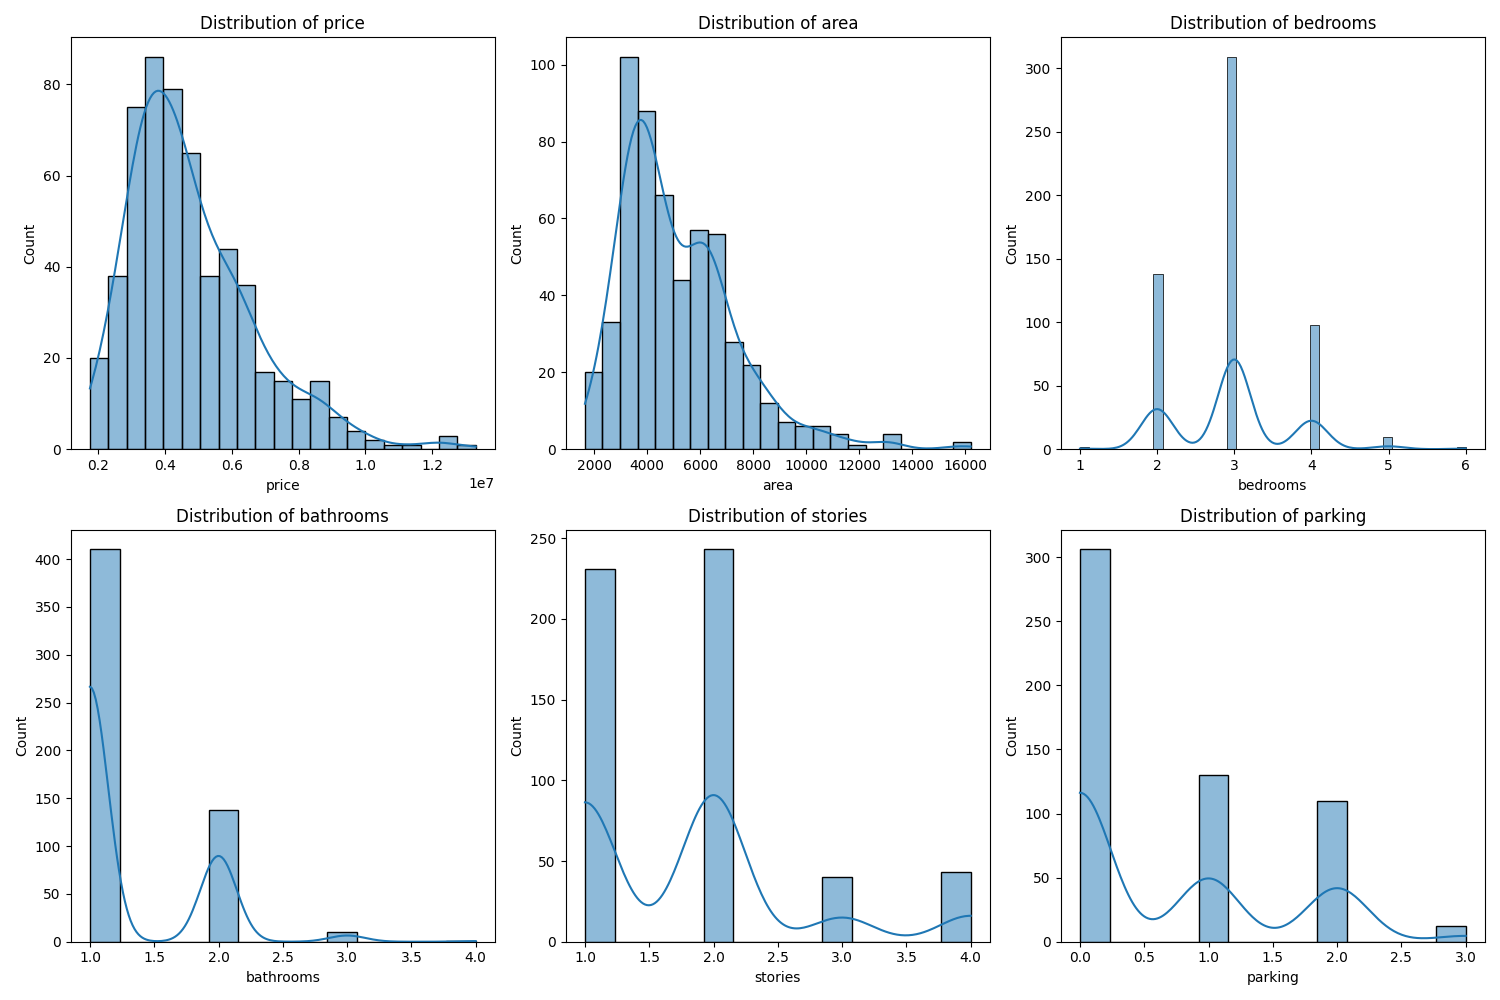 Distribution of price
Count
80
60
40
20
0
0.2 0.4 0.6 0.8 1.0 1.2
1e7
price
Distribution of area
Count
100
80
60
40
20
0
2000 4000 6000 8000 10000 12000 14000 16000
area
Distribution of bedrooms
Count
300
250
200
150
100
50
0
1 2 3 4 5 6
bedrooms
Distribution of bathrooms
Count
400
350
300
250
200
150
100
50
0
1.0 1.5 2.0 2.5 3.0 3.5 4.0
bathrooms
Distribution of stories
Count
250
200
150
100
50
0
1.0 1.5 2.0 2.5 3.0 3.5 4.0
stories
Distribution of parking
Count
300
250
200
150
100
50
0
0.0 0.5 1.0 1.5 2.0 2.5 3.0
parking